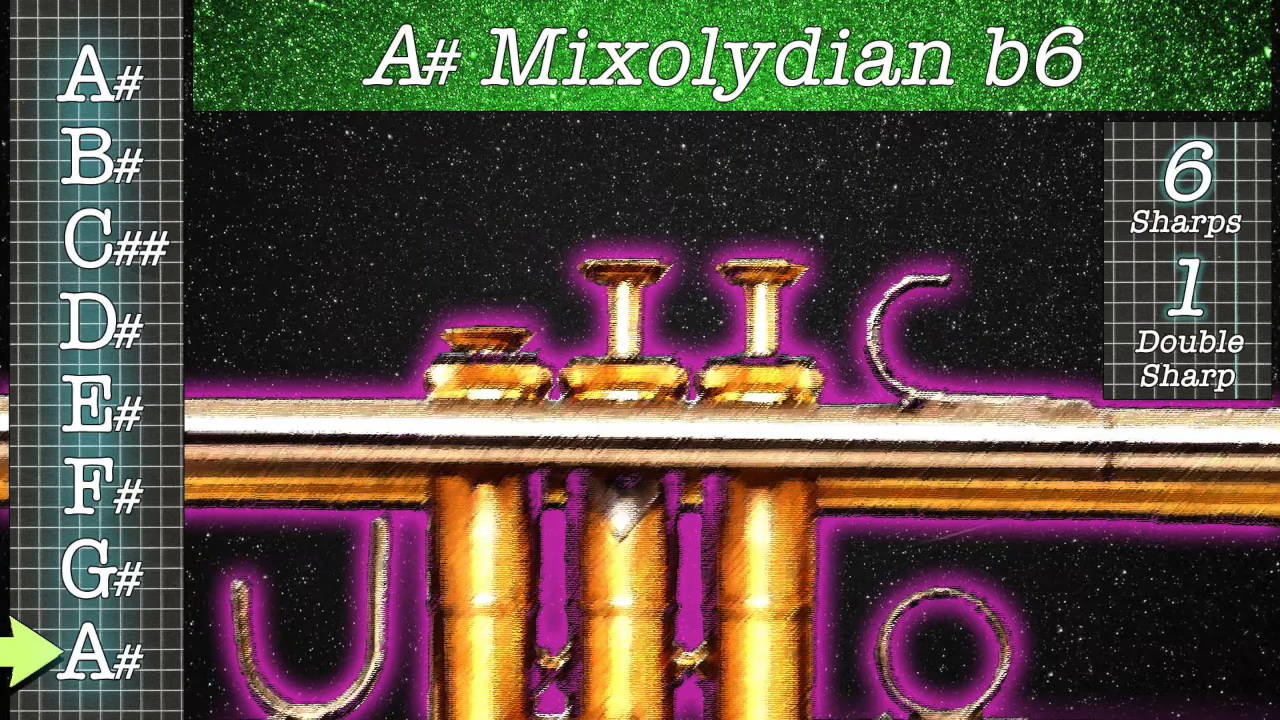 A# Mixolydian b6
A#
B#
C##
D#
E#
F#
G#
A#
6
Sharps
1
Double
Sharp